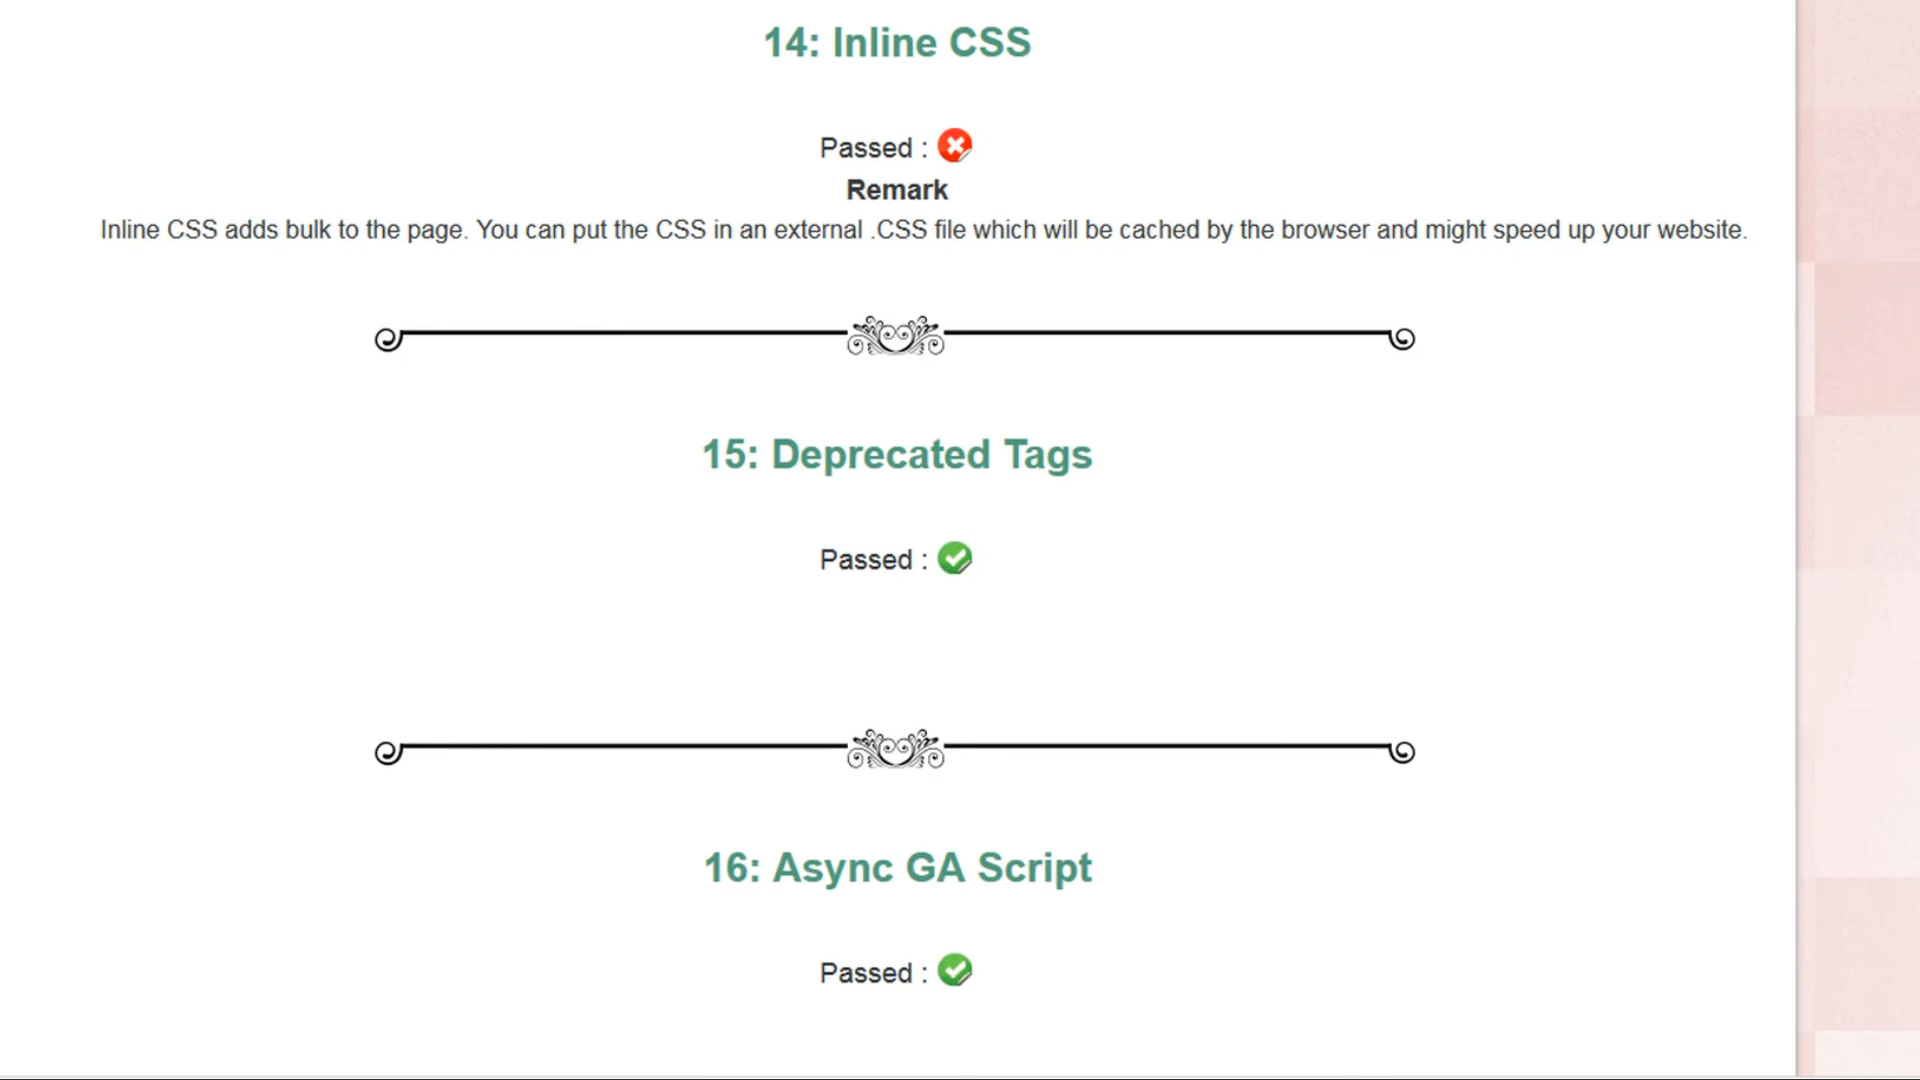 14: Inline CSS
Passed :
Remark
Inline CSS adds bulk to the page. You can put the CSS in an external .CSS file which will be cached by the browser and might speed up your website.
15: Deprecated Tags
Passed :
16: Async GA Script
Passed :